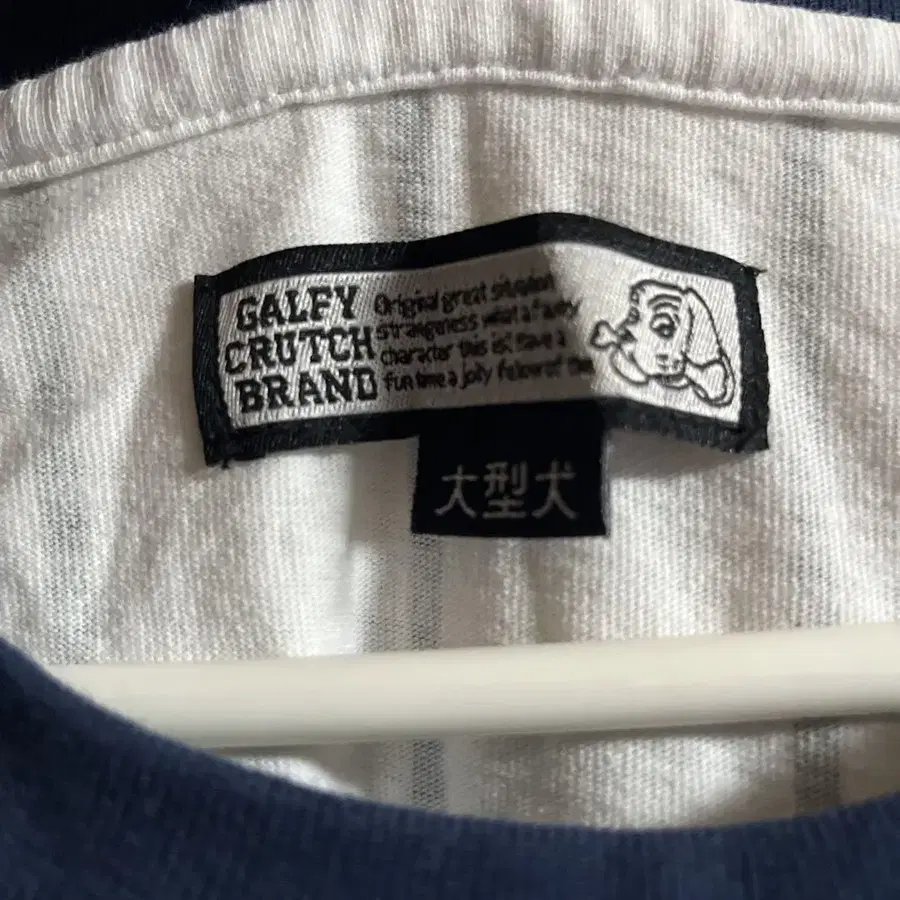 GALFY
CRUTCH
BRAND
Original great situation
strangeness what a funny
character this is! have a
fun time a jolly fellow of the
大型犬